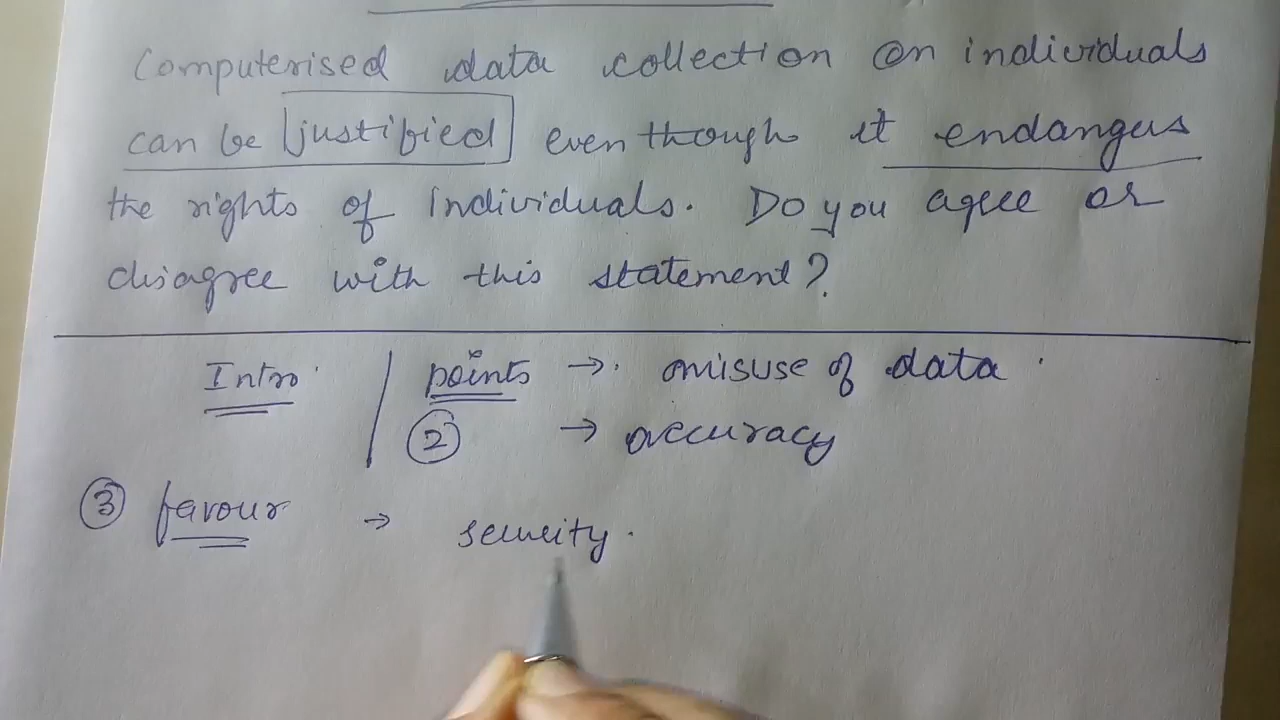 Computerised data collection on individuals
can be justified even though it endangers
the rights of individuals. Do you agree or
disagree with this statement?
Intro. / points → misuse of data.
② → accuracy
③ favour → security.